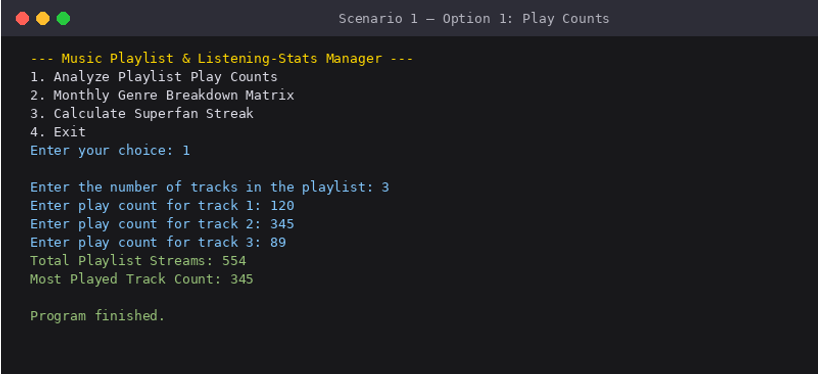 Scenario 1 — Option 1: Play Counts
--- Music Playlist & Listening-Stats Manager ---
1. Analyze Playlist Play Counts
2. Monthly Genre Breakdown Matrix
3. Calculate Superfan Streak
4. Exit
Enter your choice: 1
Enter the number of tracks in the playlist: 3
Enter play count for track 1: 120
Enter play count for track 2: 345
Enter play count for track 3: 89
Total Playlist Streams: 554
Most Played Track Count: 345
Program finished.